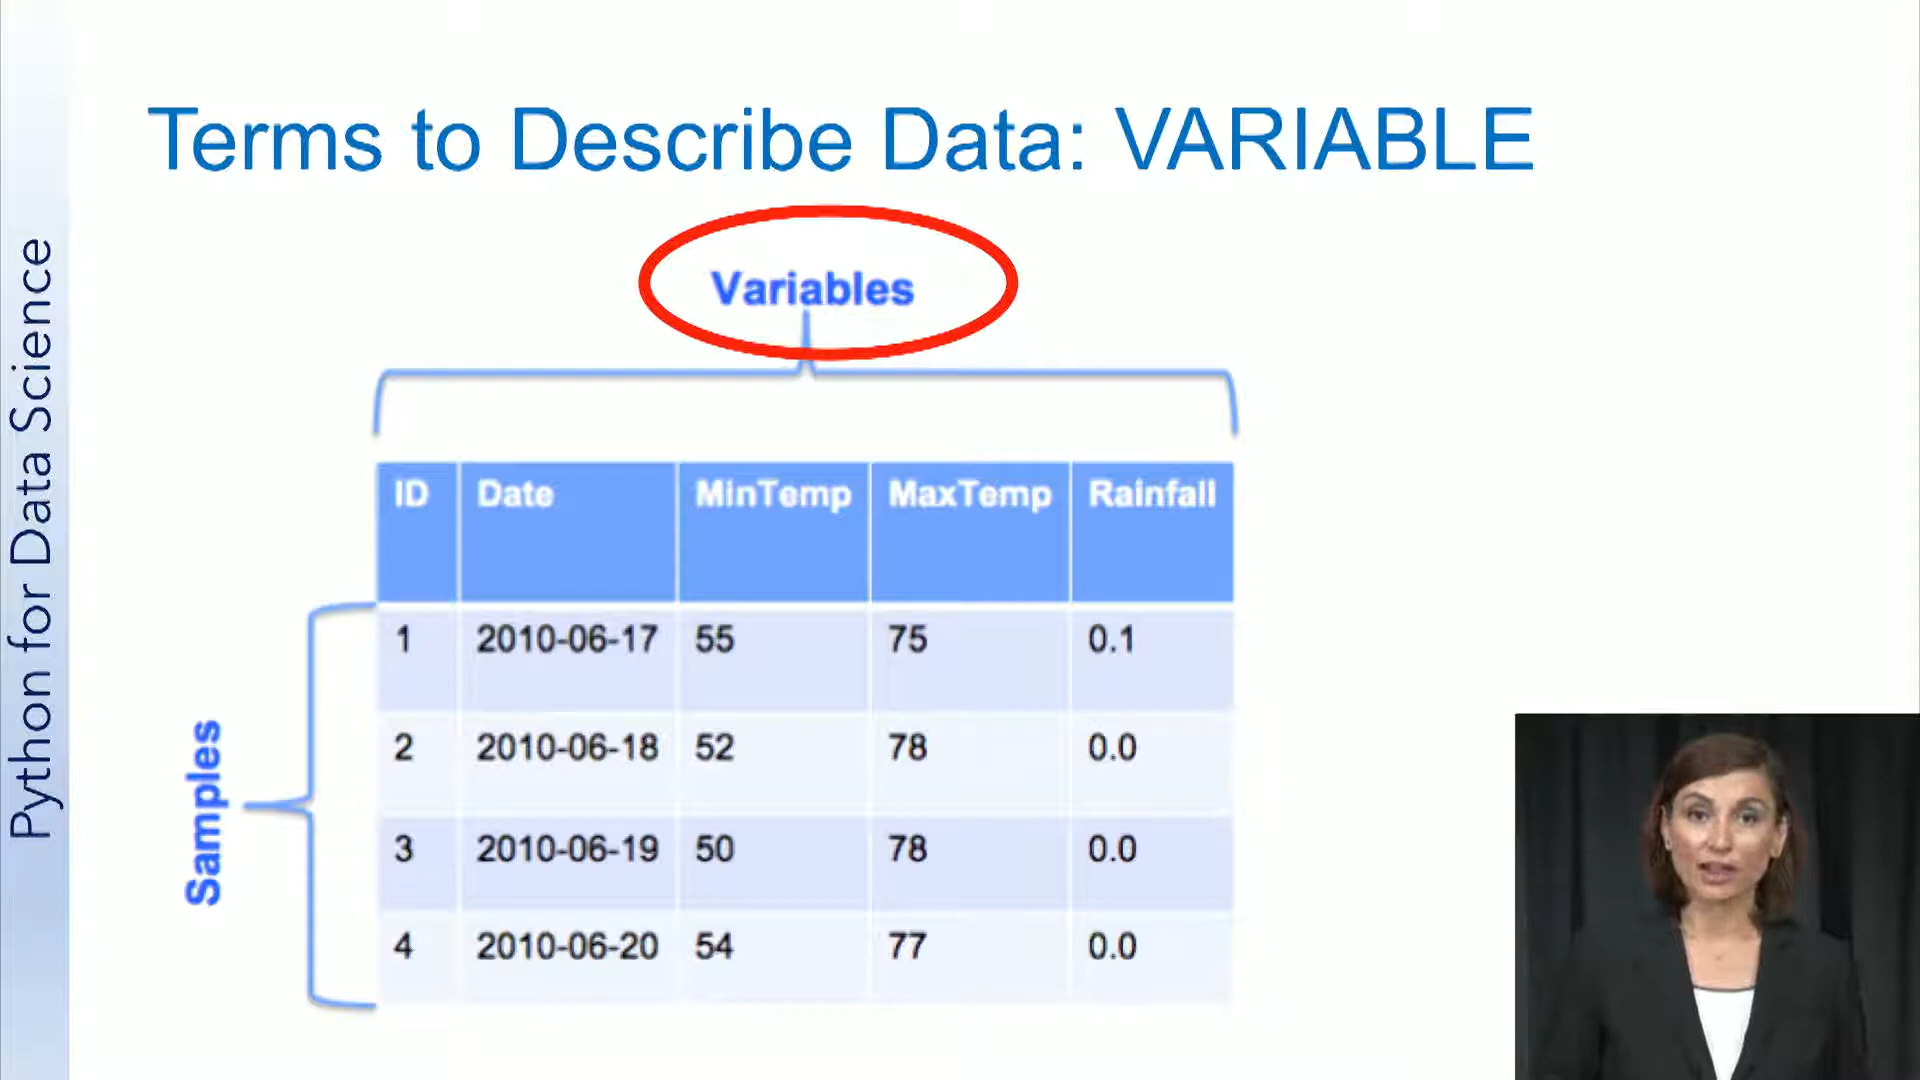 Terms to Describe Data: VARIABLE
Python for Data Science
Variables
ID Date MinTemp MaxTemp Rainfall
1 2010-06-17 55 75 0.1
2 2010-06-18 52 78 0.0
3 2010-06-19 50 78 0.0
4 2010-06-20 54 77 0.0
Samples